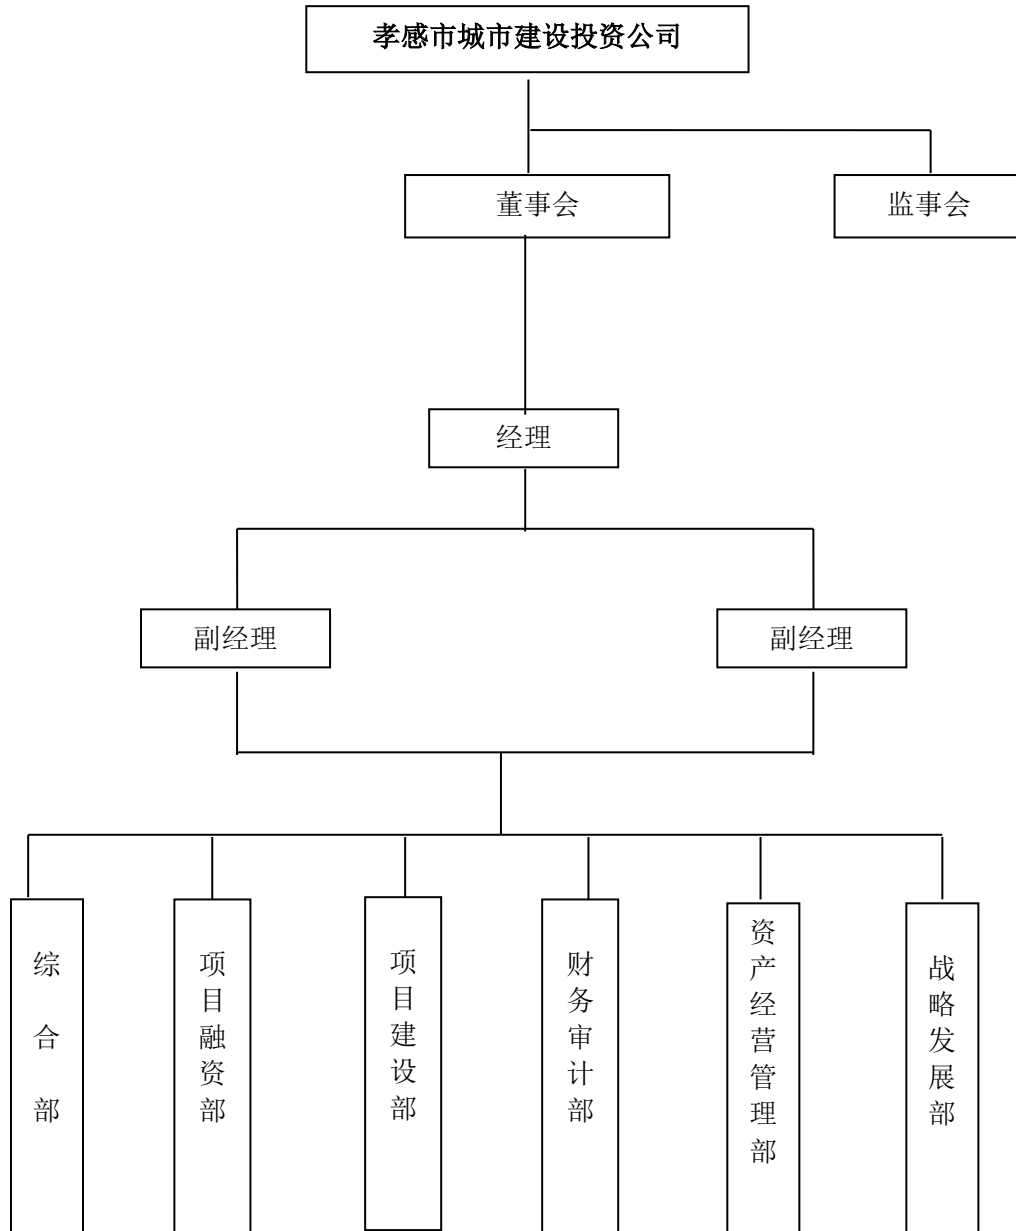 孝感市城市建设投资公司
董事会
监事会
经理
副经理
副经理
综合部
项目融资部
项目建设部
财务审计部
资产经营管理部
战略发展部